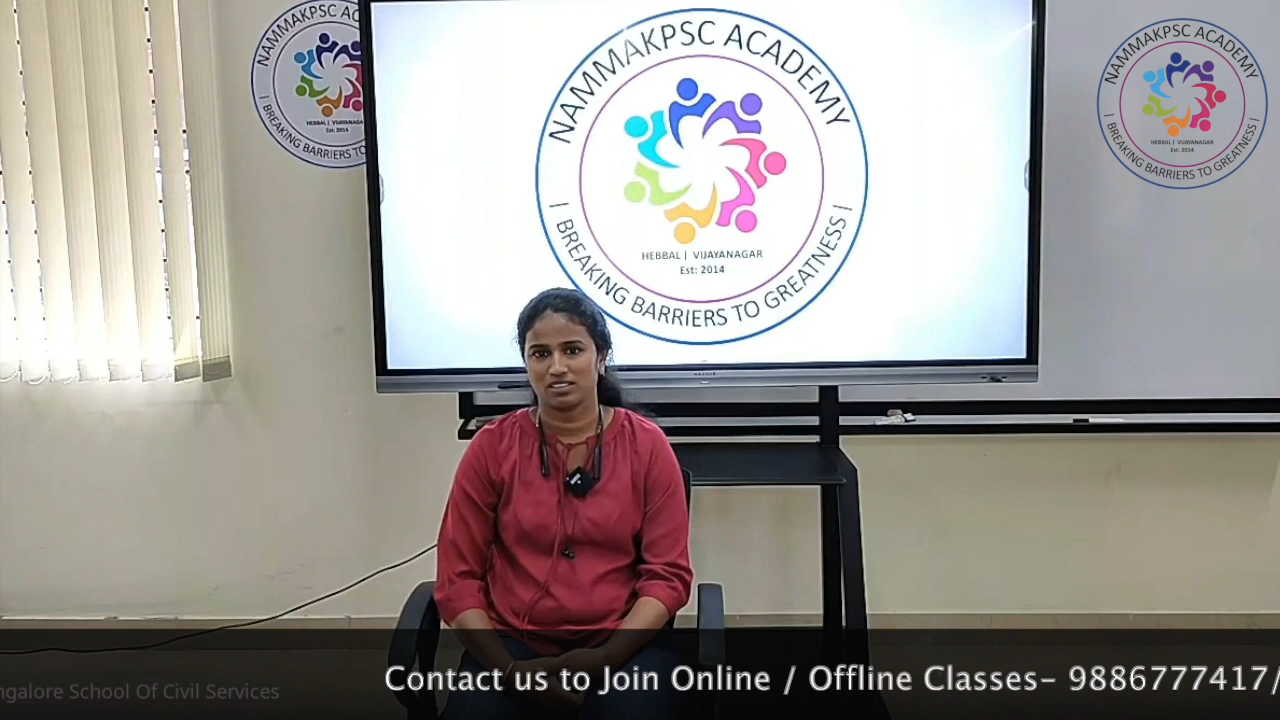 NAMMAKPSC AC
HEBBAL | VIJAYANAGAR
Est: 2014
| BREAKING BARRIERS TO
NAMMAKPSC ACADEMY
HEBBAL | VIJAYANAGAR
Est: 2014
| BREAKING BARRIERS TO GREATNESS |
NAMMAKPSC ACADEMY
HEBBAL | VIJAYANAGAR
Est: 2014
| BREAKING BARRIERS TO GREATNESS |
Contact us to Join Online / Offline Classes- 9886777417/
ngalore School Of Civil Services